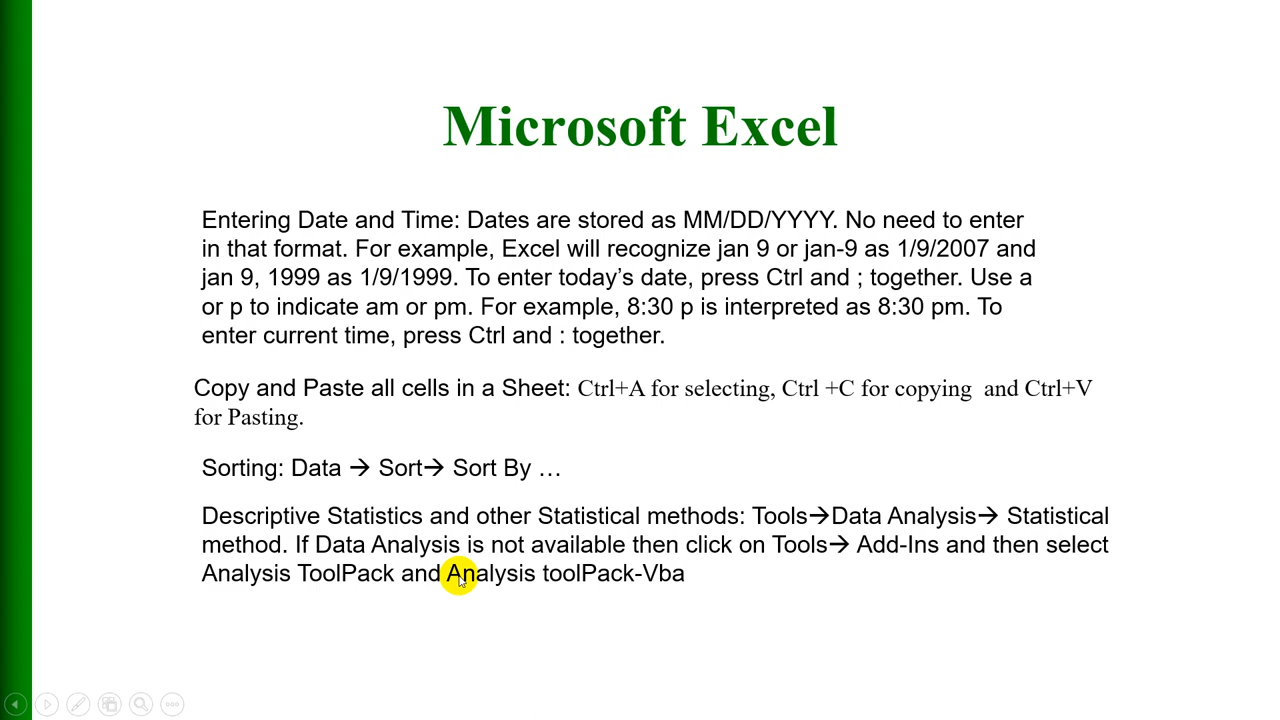 Microsoft Excel
Entering Date and Time: Dates are stored as MM/DD/YYYY. No need to enter
in that format. For example, Excel will recognize jan 9 or jan-9 as 1/9/2007 and
jan 9, 1999 as 1/9/1999. To enter today’s date, press Ctrl and ; together. Use a
or p to indicate am or pm. For example, 8:30 p is interpreted as 8:30 pm. To
enter current time, press Ctrl and : together.
Copy and Paste all cells in a Sheet: Ctrl+A for selecting, Ctrl +C for copying  and Ctrl+V
for Pasting.
Sorting: Data → Sort→ Sort By …
Descriptive Statistics and other Statistical methods: Tools→Data Analysis→ Statistical
method. If Data Analysis is not available then click on Tools→ Add-Ins and then select
Analysis ToolPack and Analysis toolPack-Vba